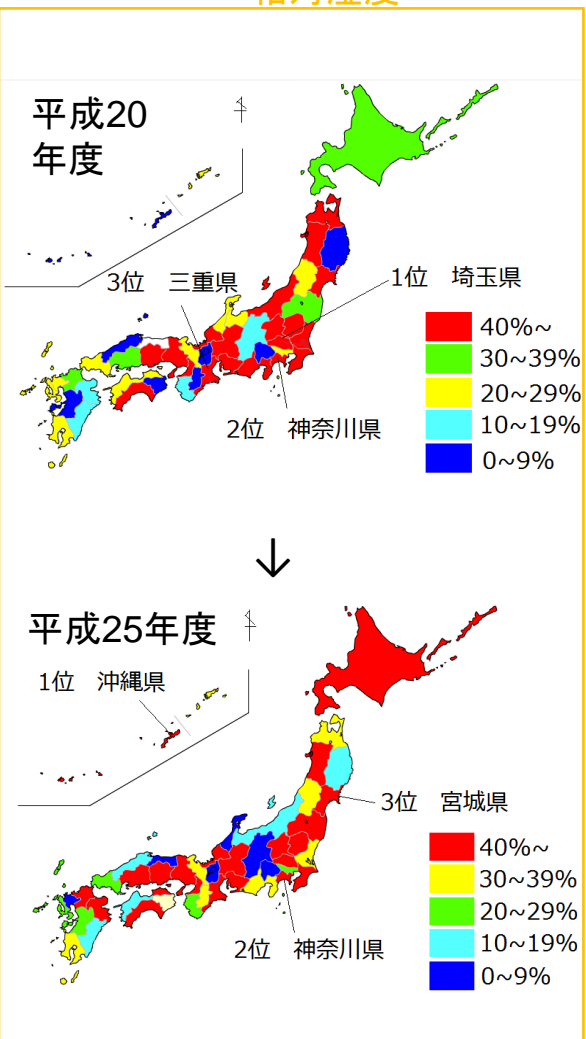 平成20
年度
3位 三重県
1位 埼玉県
2位 神奈川県
40%~
30~39%
20~29%
10~19%
0~9%
↓
平成25年度
1位 沖縄県
3位 宮城県
2位 神奈川県
40%~
30~39%
20~29%
10~19%
0~9%